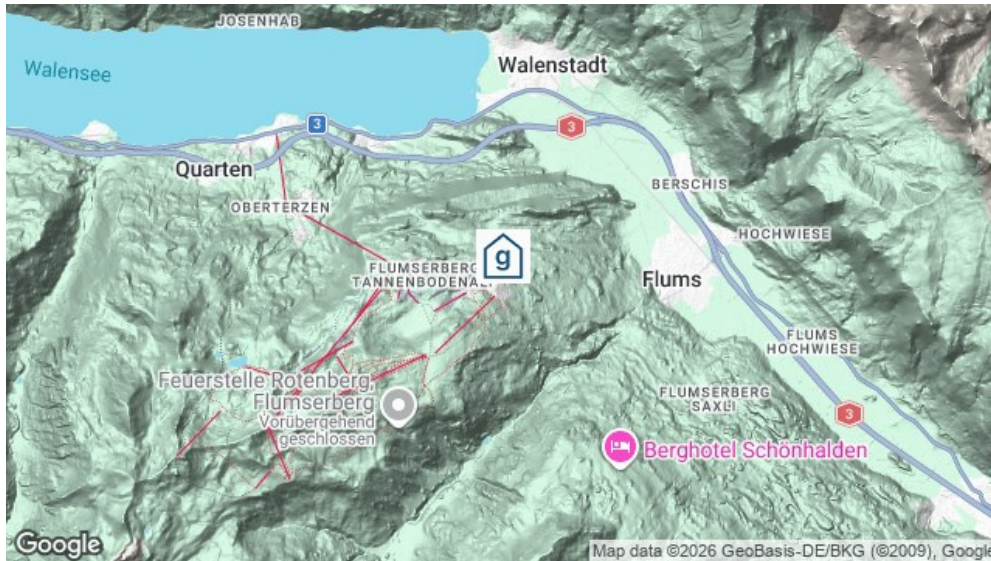 JOSENHAB
Walensee
Walenstadt
3
3
Quarten
BERSCHIS
OBERTERZEN
HOCHWIESE
g
FLUMSERBERG
TANNENBODENALP
Flums
FLUMS
HOCHWIESE
Feuerstelle Rotenberg,
Flumserberg
Vorübergehend
geschlossen
FLUMSERBERG
SAXLI
3
Berghotel Schönhalden
Google
Map data ©2026 GeoBasis-DE/BKG (©2009), Google